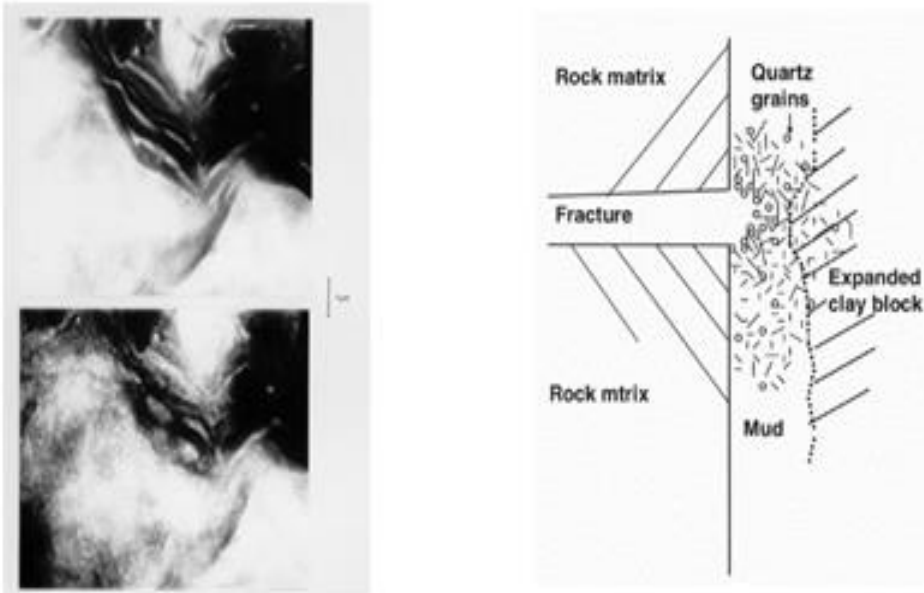 Rock matrix
Quartz
grains
Fracture
Expanded
clay block
Rock mtrix
Mud